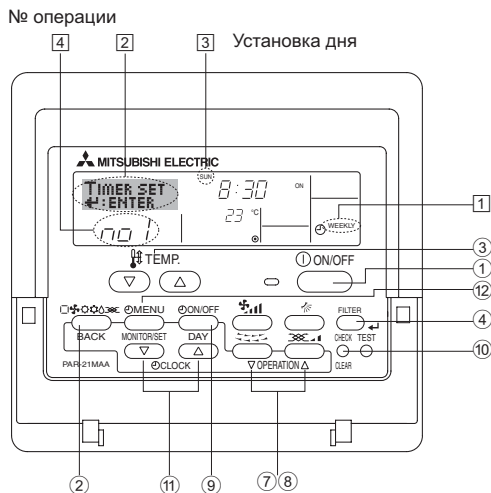 № операции
4
2
3
Установка дня
MITSUBISHI ELECTRIC
SUN
TIMER SET
:ENTER
8:30
ON
23 °C
no1
WEEKLY
1
TEMP.
ON/OFF
3
1
12
MENU
ON/OFF
FILTER
4
BACK
MONITOR/SET
DAY
CHECK
TEST
10
PAR-21MAA
CLOCK
OPERATION
CLEAR
2
11
9
7
8